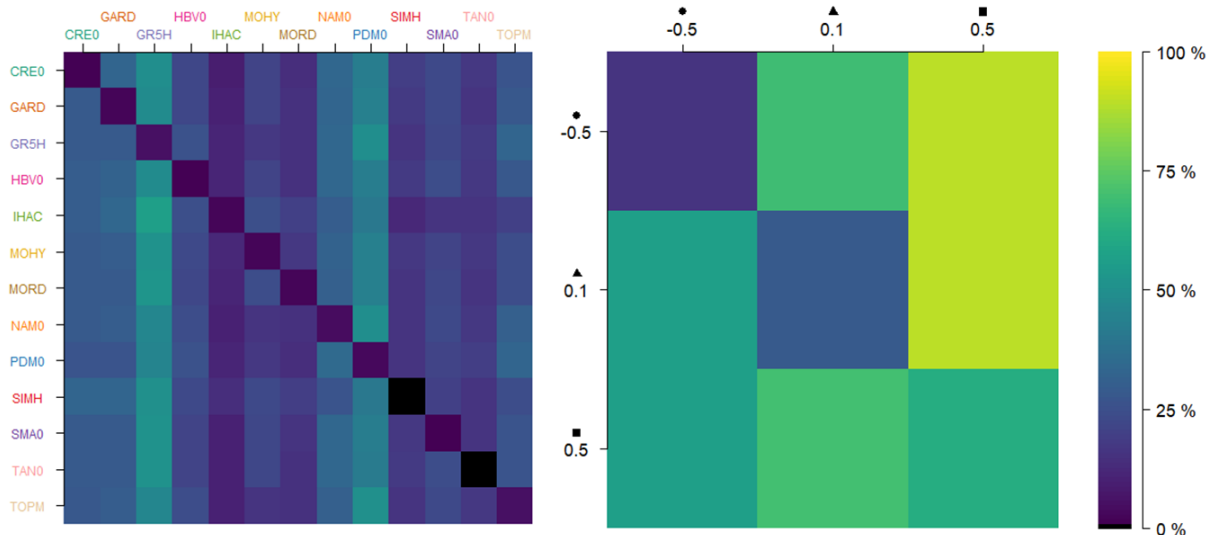 GARD HBV0 MOHY NAM0 SIMH TAN0
CRE0 GR5H IHAC MORD PDM0 SMA0 TOPM
CRE0
GARD
GR5H
HBV0
IHAC
MOHY
MORD
NAM0
PDM0
SIMH
SMA0
TAN0
TOPM
-0.5 0.1 0.5
-0.5
0.1
0.5
100 %
75 %
50 %
25 %
0 %